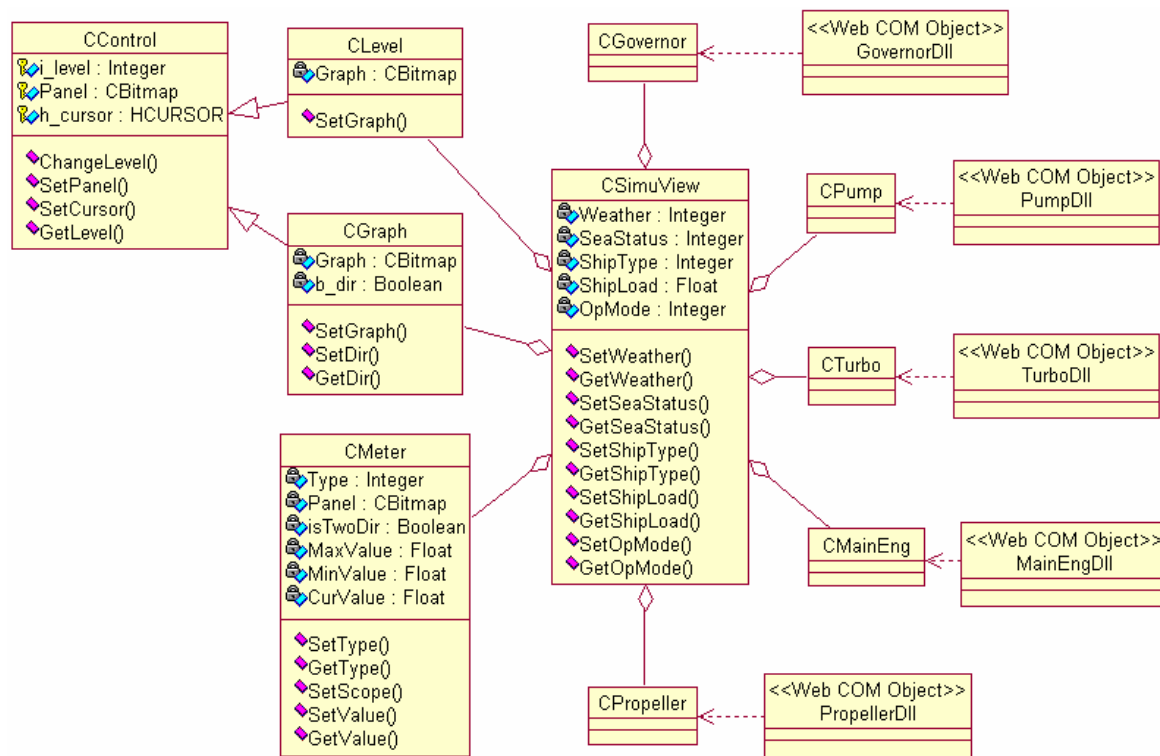 CControl
i_level : Integer
Panel : CBitmap
h_cursor : HCURSOR
ChangeLevel()
SetPanel()
SetCursor()
GetLevel()
CLevel
Graph : CBitmap
SetGraph()
CGraph
Graph : CBitmap
b_dir : Boolean
SetGraph()
SetDir()
GetDir()
CMeter
Type : Integer
Panel : CBitmap
isTwoDir : Boolean
MaxValue : Float
MinValue : Float
CurValue : Float
SetType()
GetType()
SetScope()
SetValue()
GetValue()
CGovernor
<<Web COM Object>>
GovernorDll
CSimuView
Weather : Integer
SeaStatus : Integer
ShipType : Integer
ShipLoad : Float
OpMode : Integer
SetWeather()
GetWeather()
SetSeaStatus()
GetSeaStatus()
SetShipType()
GetShipType()
SetShipLoad()
GetShipLoad()
SetOpMode()
GetOpMode()
CPump
<<Web COM Object>>
PumpDll
CTurbo
<<Web COM Object>>
TurboDll
CMainEng
<<Web COM Object>>
MainEngDll
CPropeller
<<Web COM Object>>
PropellerDll